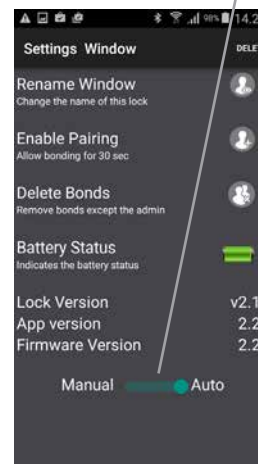 98% 14.2
Settings Window DELE
Rename Window
Change the name of this lock
Enable Pairing
Allow bonding for 30 sec
Delete Bonds
Remove bonds except the admin
Battery Status
Indicates the battery status
Lock Version v2.1
App version 2.2
Firmware Version 2.2
Manual Auto